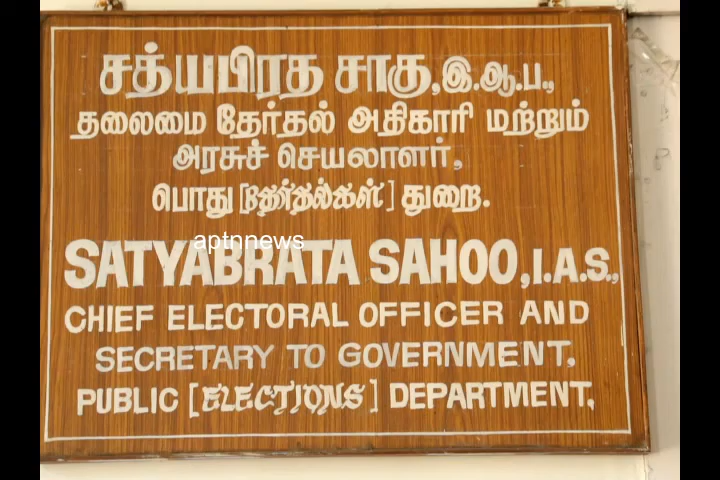 சத்யபிரத சாகு,இ.ஆ.ப.,
தலைமை தேர்தல் அதிகாரி மற்றும்
அரசுச் செயலாளர்,
பொது [தேர்தல்கள்] துறை.
aptnnews
SATYABRATA SAHOO,I.A.S.,
CHIEF ELECTORAL OFFICER AND
SECRETARY TO GOVERNMENT,
PUBLIC [ELECTIONS] DEPARTMENT,